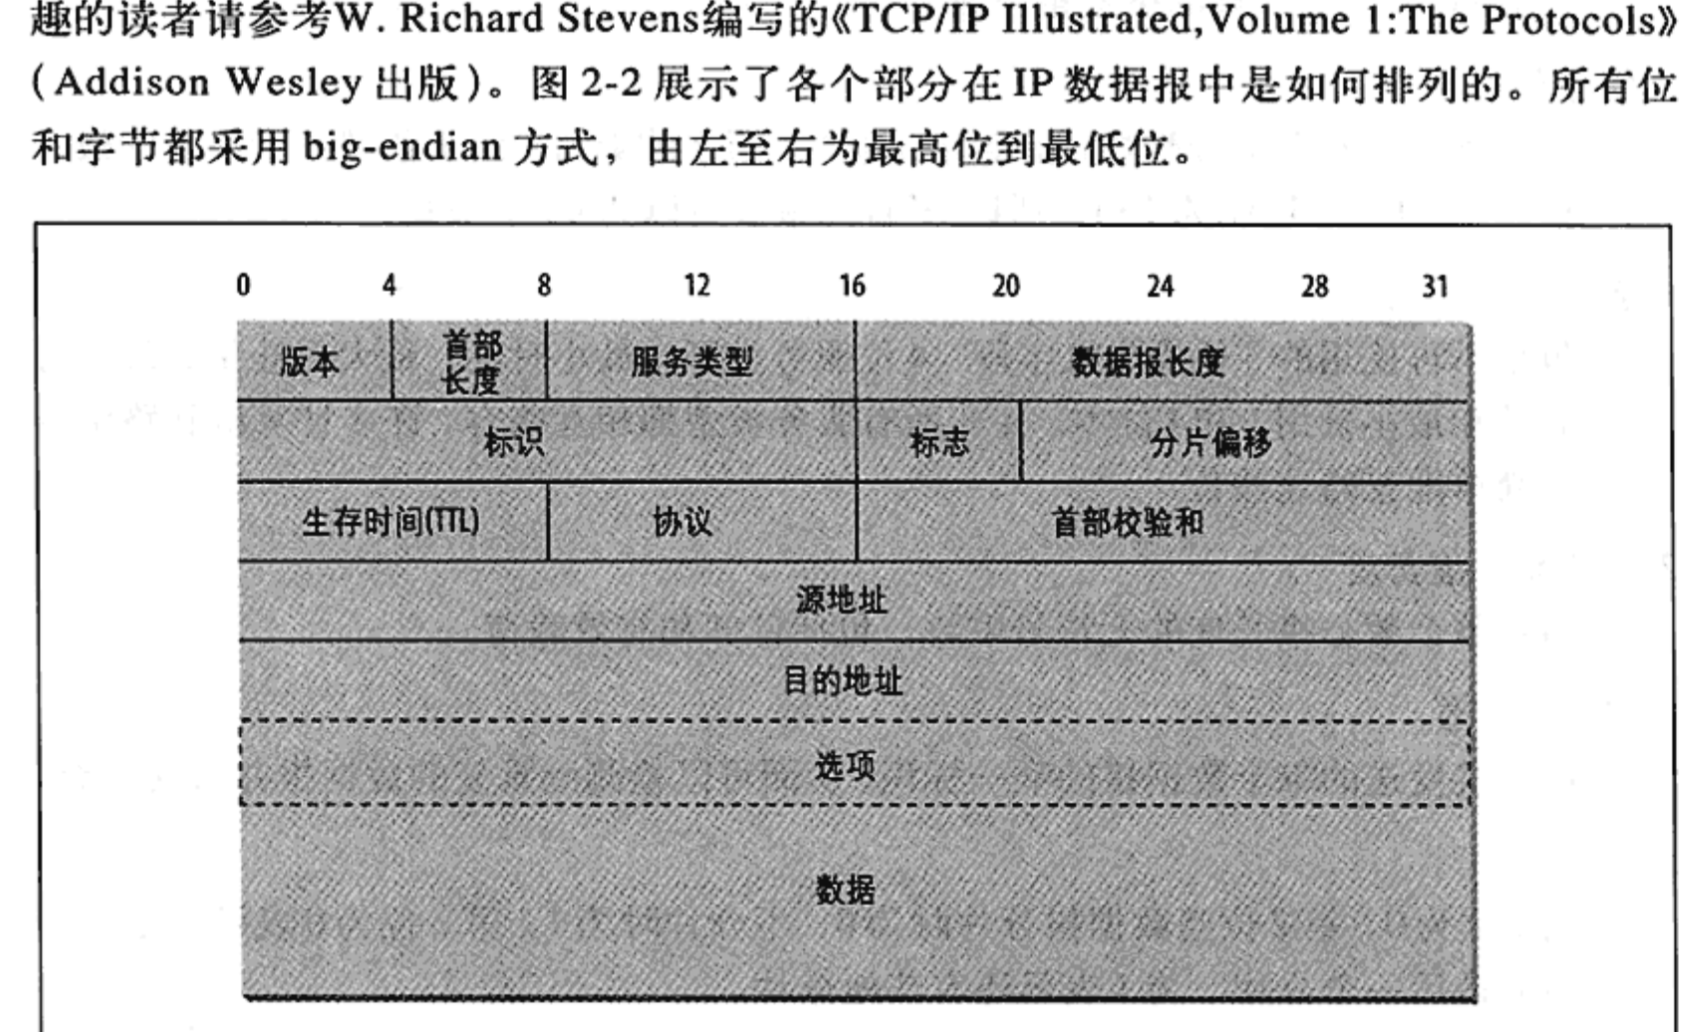 趣的读者请参考W. Richard Stevens编写的《TCP/IP Illustrated,Volume 1:The Protocols》
(Addison Wesley 出版)。图 2-2 展示了各个部分在 IP 数据报中是如何排列的。所有位
和字节都采用 big-endian 方式，由左至右为最高位到最低位。
0 4 8 12 16 20 24 28 31
版本 首部长度 服务类型 数据报长度
标识 标志 分片偏移
生存时间(TTL) 协议 首部校验和
源地址
目的地址
选项
数据